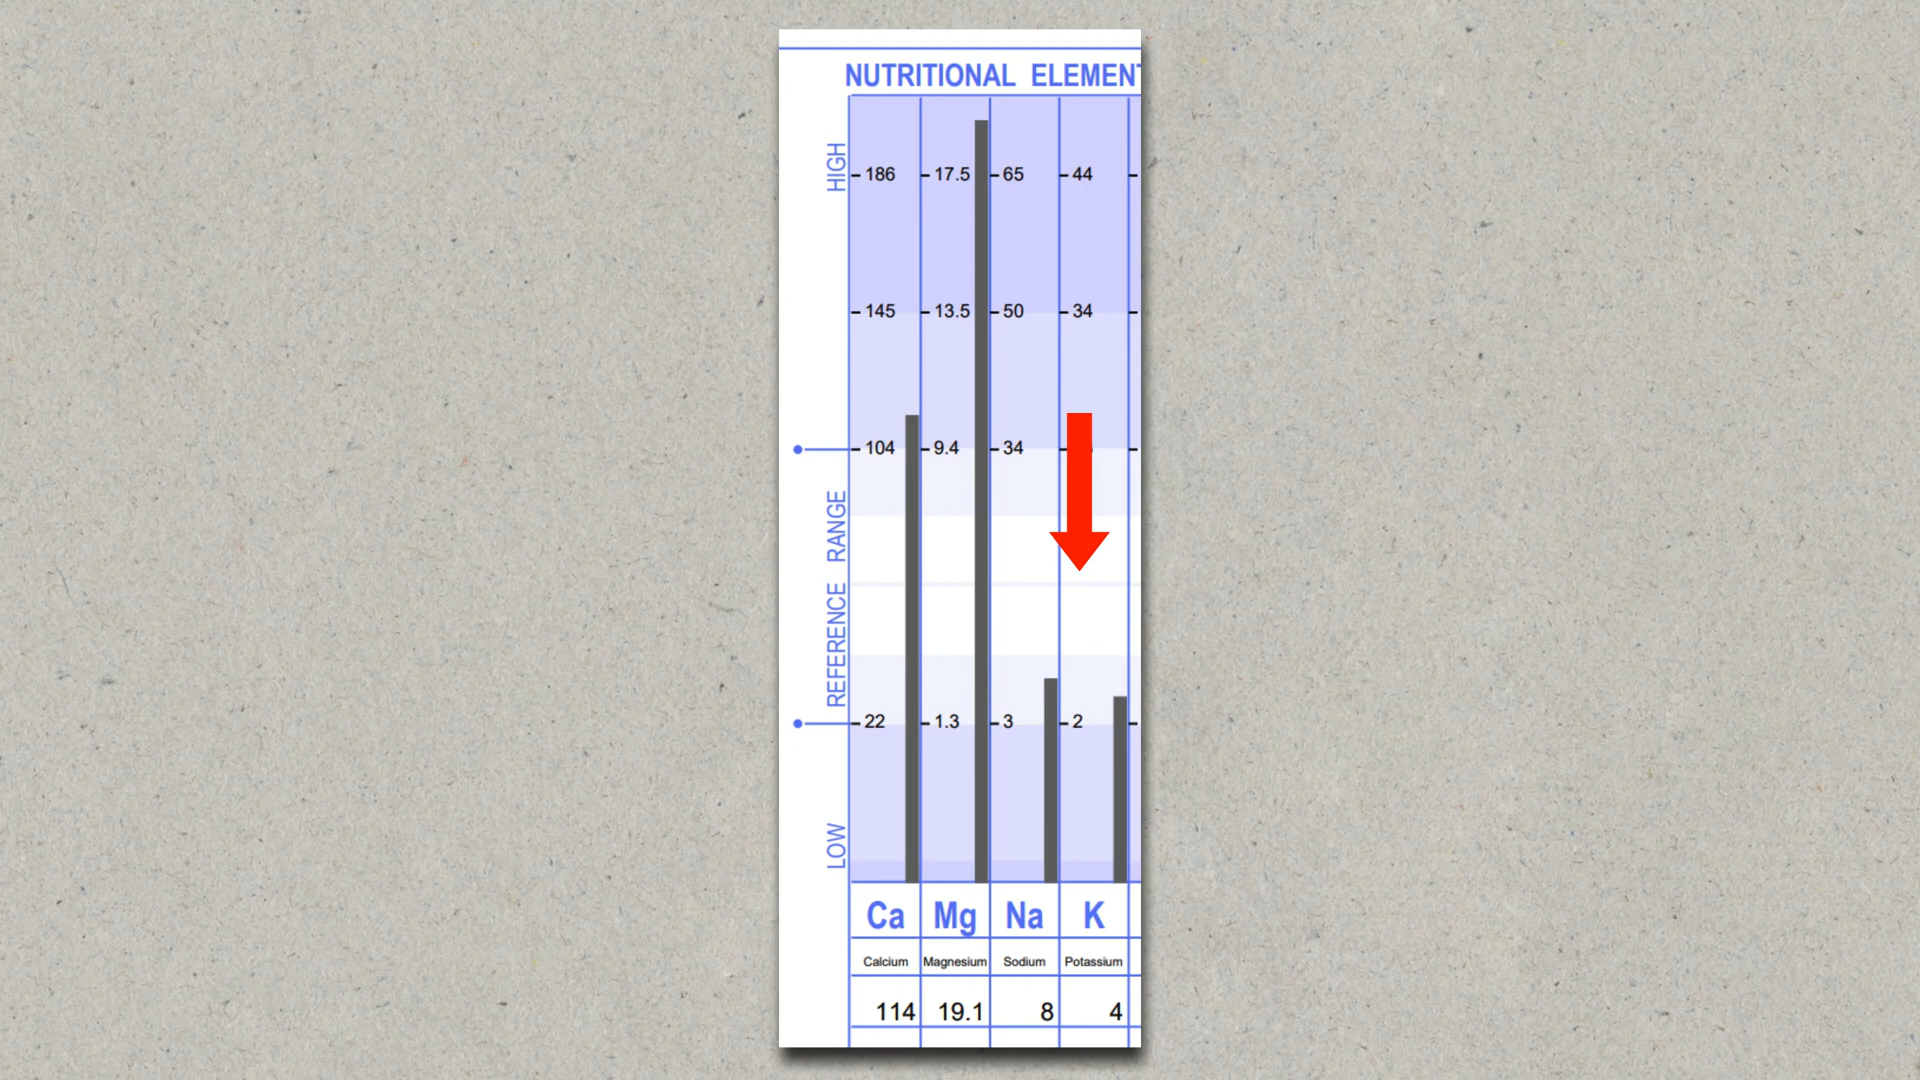 NUTRITIONAL ELEMEN
HIGH
186 17.5 65 44
145 13.5 50 34
104 9.4 34
REFERENCE RANGE
22 1.3 3 2
LOW
Ca Mg Na K
Calcium Magnesium Sodium Potassium
114 19.1 8 4